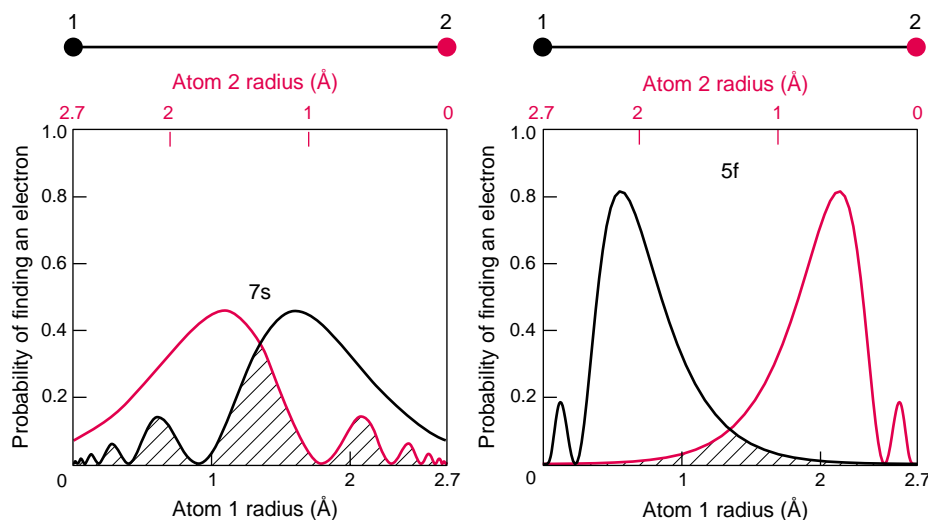 1 2
Atom 2 radius (Å)
2.7 2 1 0
Probability of finding an electron
1.0
0.8
0.6
0.4
0.2
0
7s
0 1 2 2.7
Atom 1 radius (Å)
1 2
Atom 2 radius (Å)
2.7 2 1 0
Probability of finding an electron
1.0
0.8
0.6
0.4
0.2
0
5f
0 1 2 2.7
Atom 1 radius (Å)